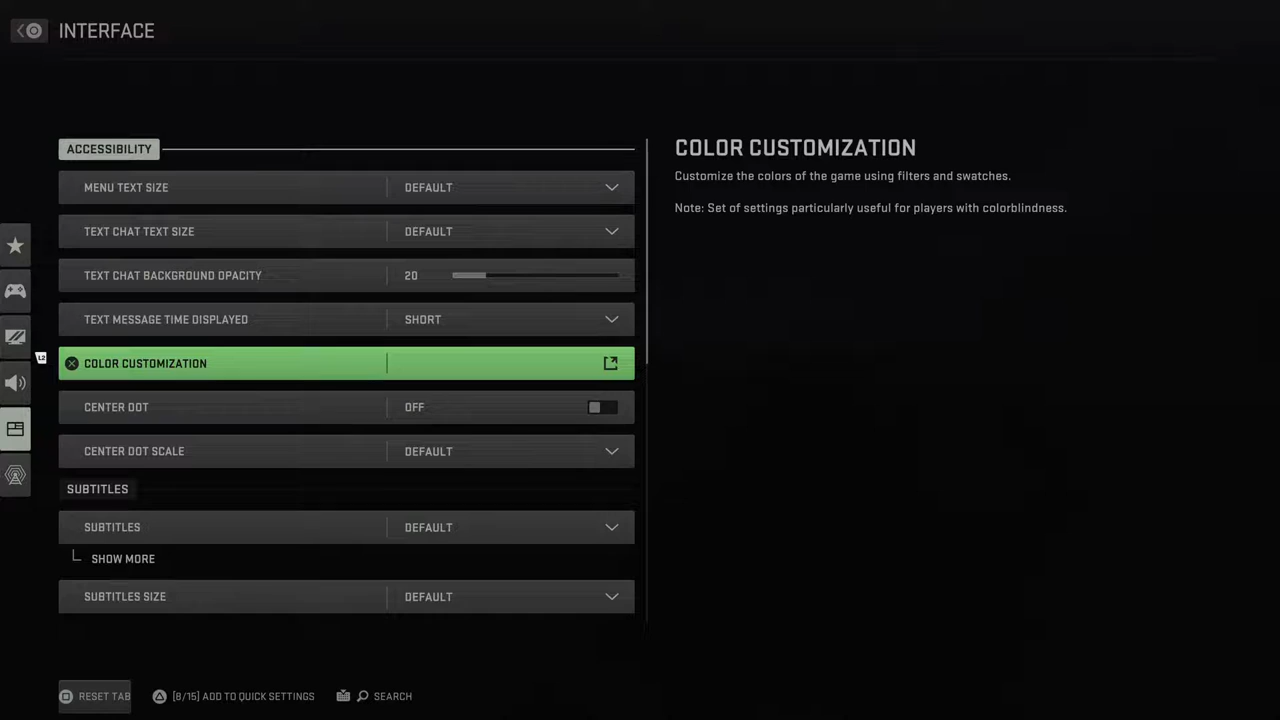 INTERFACE
ACCESSIBILITY
MENU TEXT SIZE DEFAULT
TEXT CHAT TEXT SIZE DEFAULT
TEXT CHAT BACKGROUND OPACITY 20
TEXT MESSAGE TIME DISPLAYED SHORT
L2
COLOR CUSTOMIZATION
CENTER DOT OFF
CENTER DOT SCALE DEFAULT
SUBTITLES
SUBTITLES DEFAULT
SHOW MORE
SUBTITLES SIZE DEFAULT
COLOR CUSTOMIZATION
Customize the colors of the game using filters and swatches.
Note: Set of settings particularly useful for players with colorblindness.
RESET TAB [8/15] ADD TO QUICK SETTINGS SEARCH